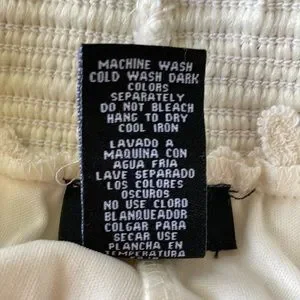 MACHINE WASH
COLD WASH DARK
COLORS
SEPARATELY
DO NOT BLEACH
HANG TO DRY
COOL IRON
LAVADO A
MAQUINA CON
AGUA FRIA
LAVE SEPARADO
LOS COLORES
OSCUROS
NO USE CLORO
BLANQUEADOR
COLGAR PARA
SECAR USE
PLANCHA EN
TEMPERATURA